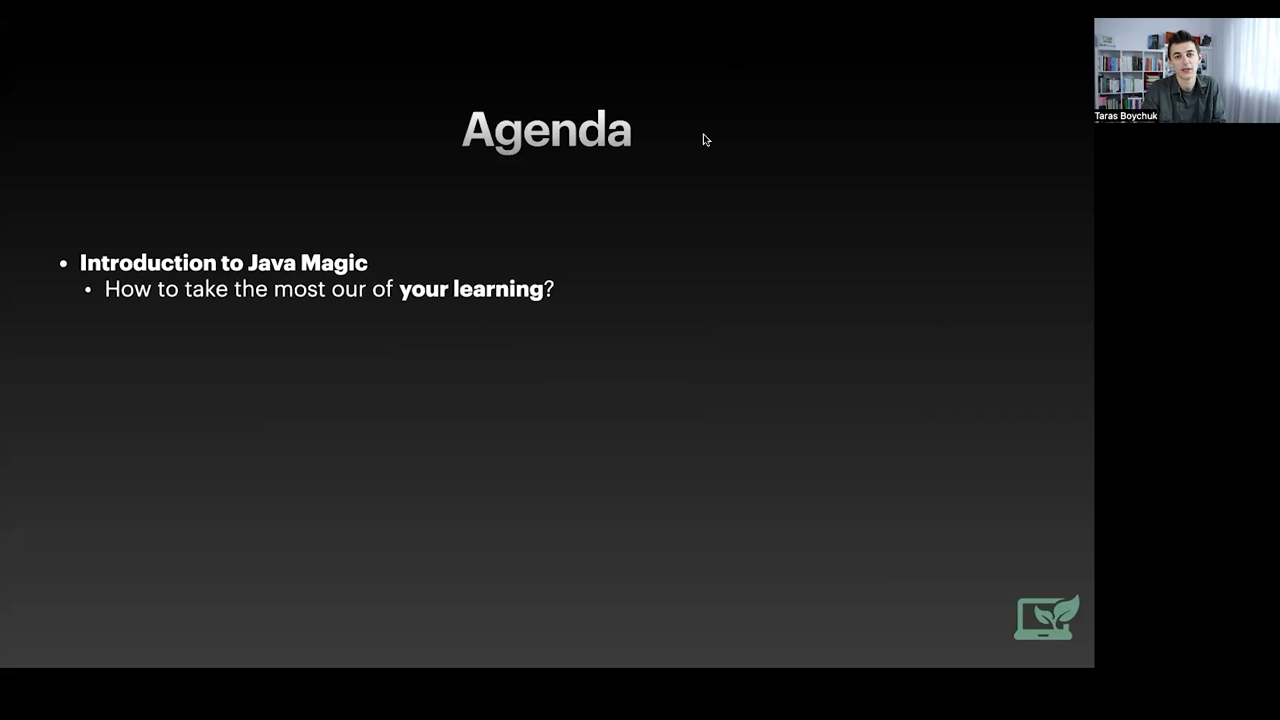 Agenda
Taras Boychuk
• Introduction to Java Magic
• How to take the most our of your learning?